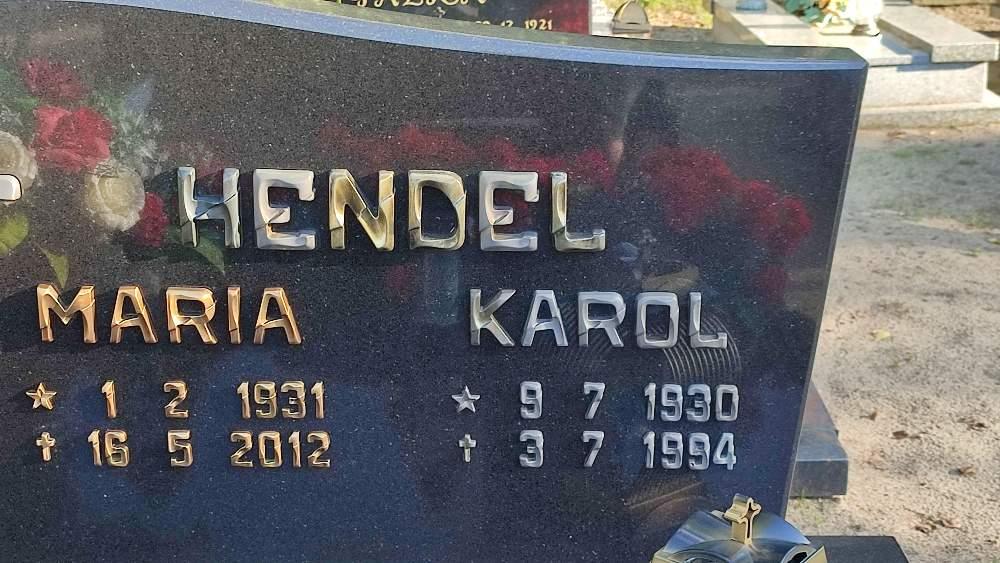 HENDEL
MARIA KAROL
1 2 1931 9 7 1930
16 5 2012 3 7 1994